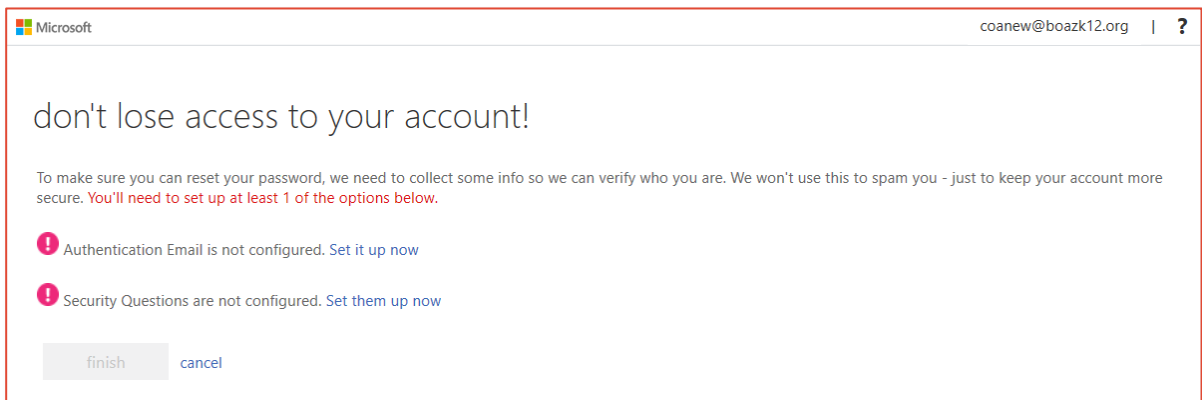 Microsoft
coanew@boazk12.org | ?
don't lose access to your account!
To make sure you can reset your password, we need to collect some info so we can verify who you are. We won't use this to spam you - just to keep your account more
secure. You'll need to set up at least 1 of the options below.
! Authentication Email is not configured. Set it up now
! Security Questions are not configured. Set them up now
finish cancel